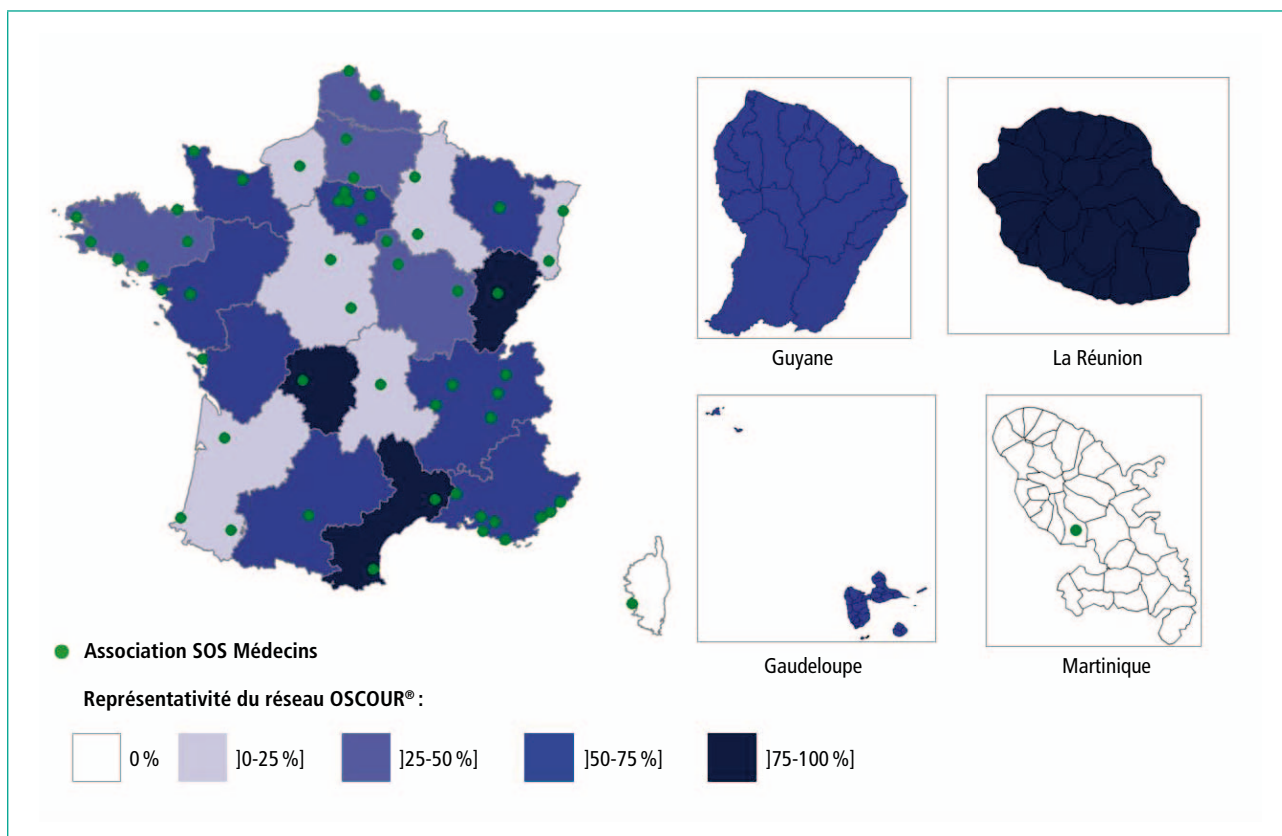 Guyane
La Réunion
Gaudeloupe
Martinique
Association SOS Médecins
Représentativité du réseau OSCOUR® :
0 % ]0-25 %] ]25-50 %] ]50-75 %] ]75-100 %]